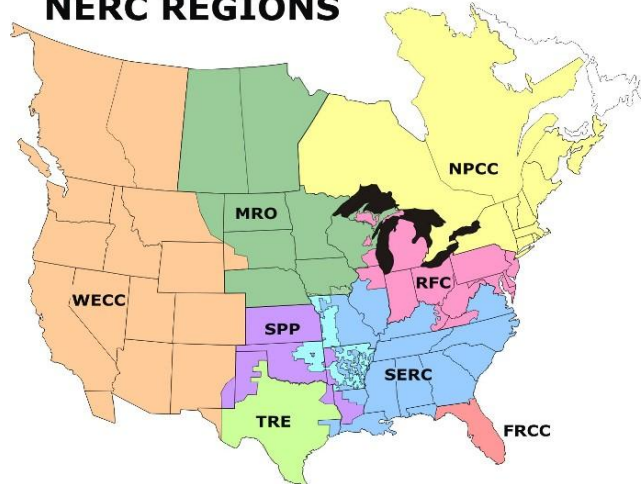 NERC REGIONS
NPCC
MRO
RFC
WECC
SPP
SERC
TRE
FRCC